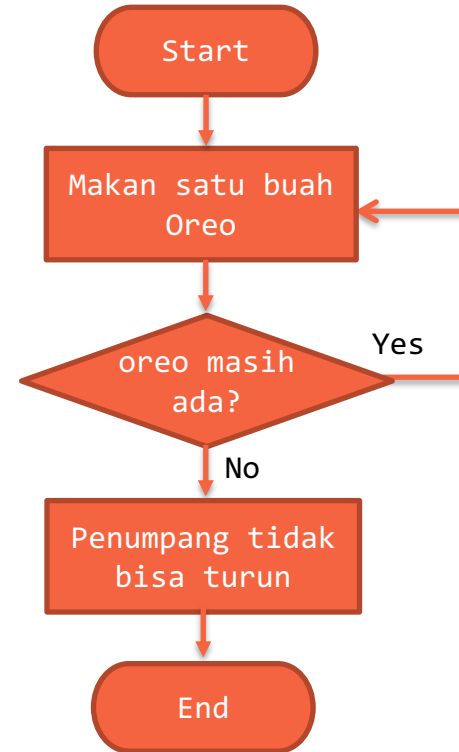 Start
Makan satu buah
Oreo
oreo masih
ada?
Yes
No
Penumpang tidak
bisa turun
End